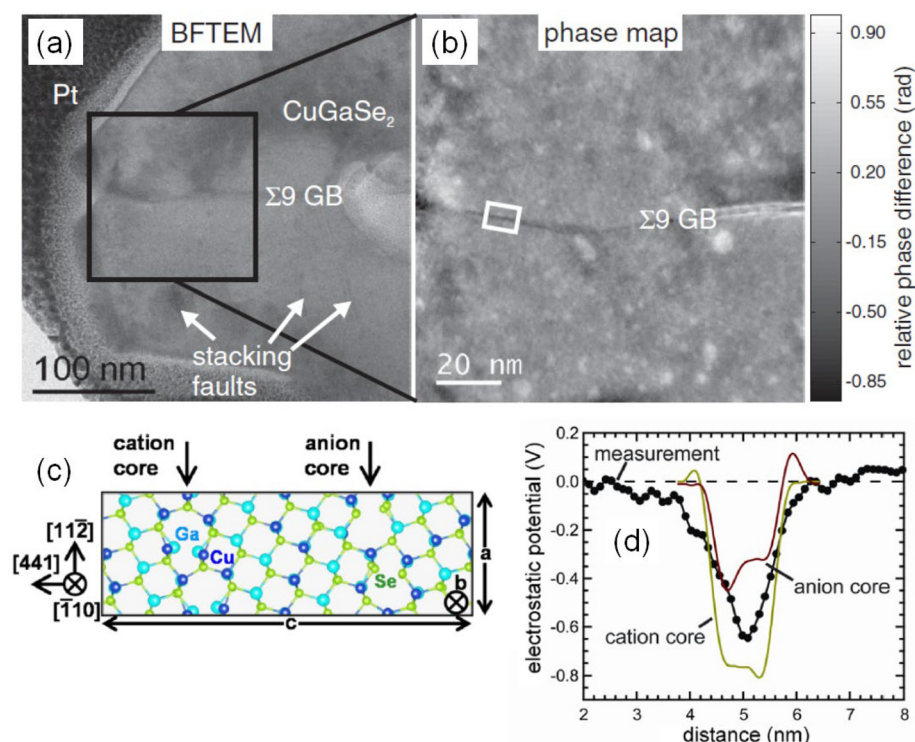 (a)
BFTEM
Pt
CuGaSe₂
Σ9 GB
stacking
faults
100 nm
(b)
phase map
Σ9 GB
20 nm
0.90
0.55
0.20
-0.15
-0.50
-0.85
relative phase difference (rad)
(c)
cation
core
anion
core
[112̄]
[441]
[1̄10]
Ga
Cu
Se
a
b
c
(d)
0.2
0.0
-0.2
-0.4
-0.6
-0.8
electrostatic potential (V)
measurement
anion core
cation core
2
3
4
5
6
7
8
distance (nm)